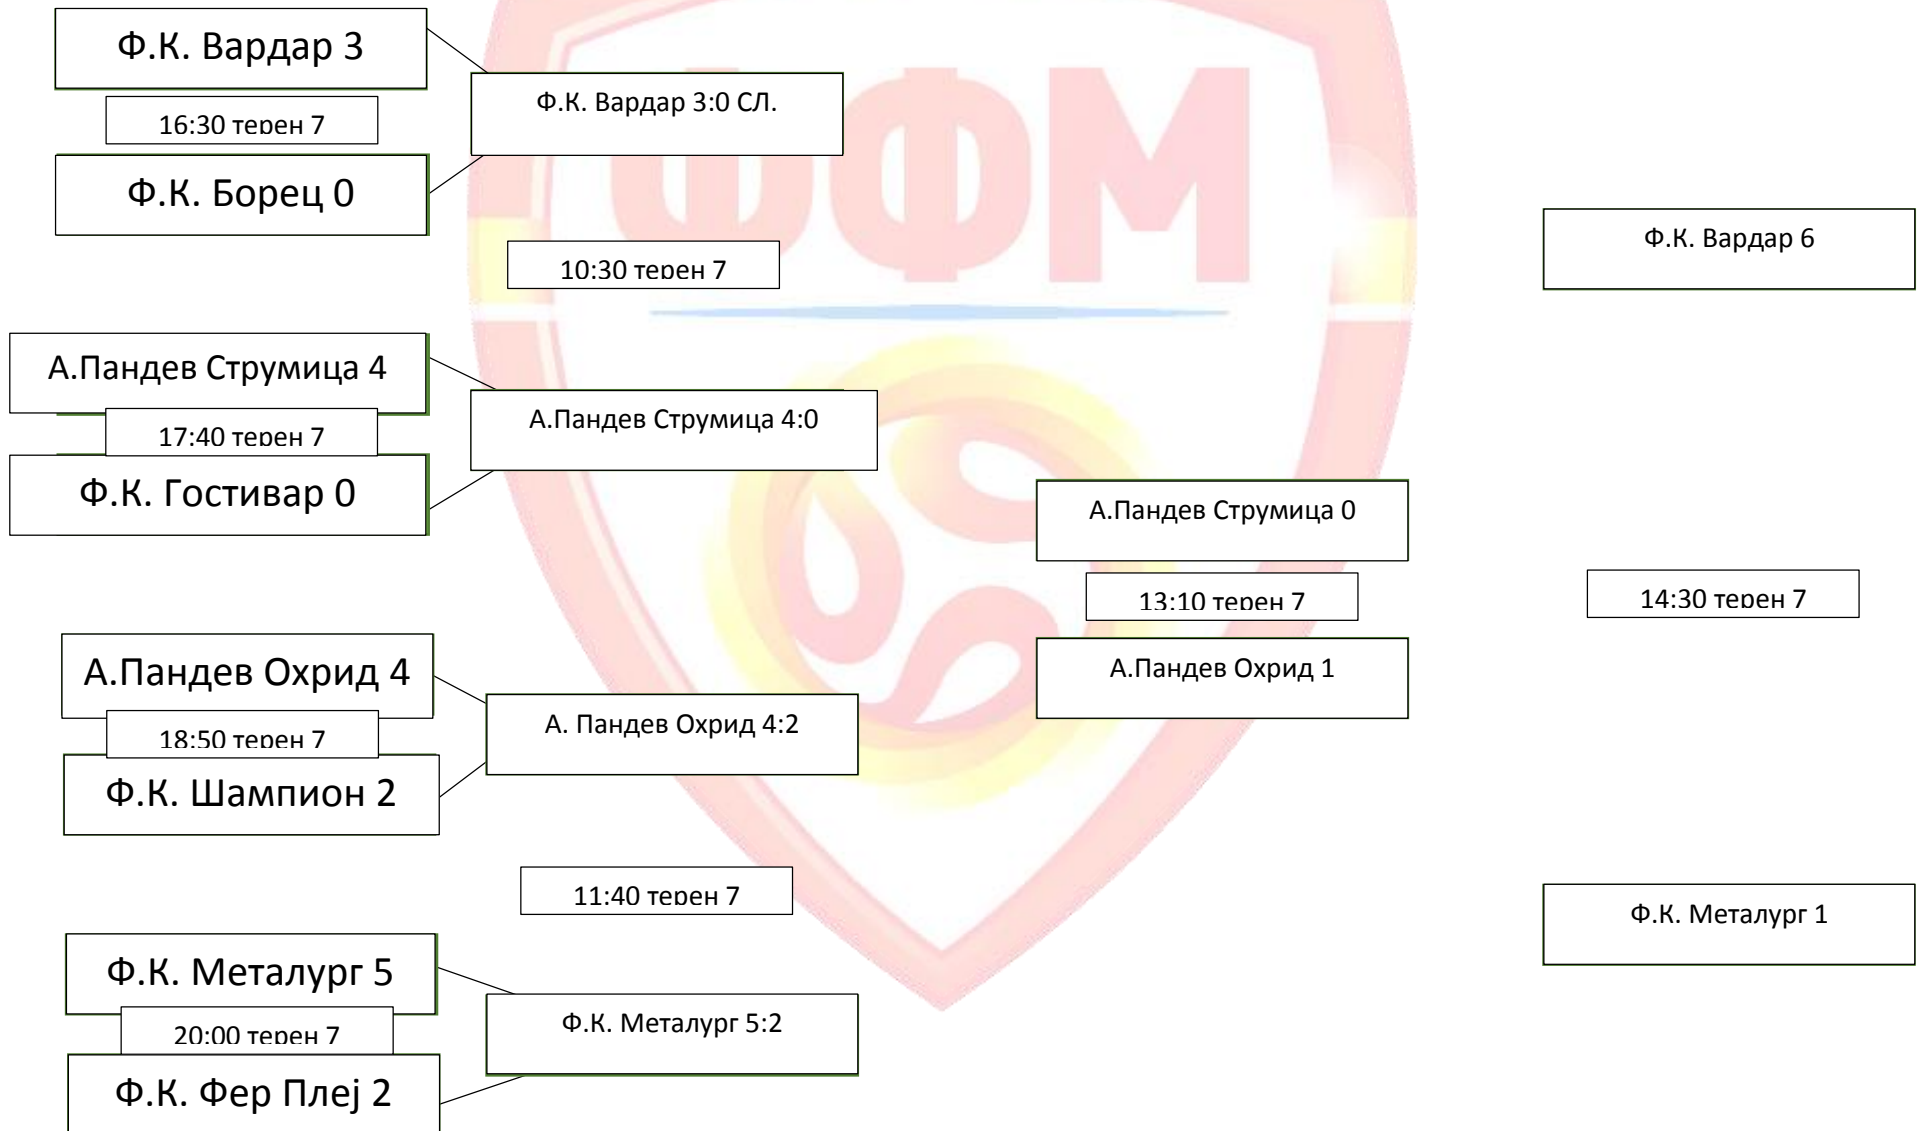 Ф.К. Вардар 3
16:30 терен 7
Ф.К. Борец 0
Ф.К. Вардар 3:0 СЛ.
ФФМ
10:30 терен 7
Ф.К. Вардар 6
А.Пандев Струмица 4
17:40 терен 7
Ф.К. Гостивар 0
А.Пандев Струмица 4:0
А.Пандев Струмица 0
13:10 терен 7
А.Пандев Охрид 1
14:30 терен 7
А.Пандев Охрид 4
18:50 терен 7
Ф.К. Шампион 2
А. Пандев Охрид 4:2
11:40 терен 7
Ф.К. Металург 1
Ф.К. Металург 5
20:00 терен 7
Ф.К. Фер Плеј 2
Ф.К. Металург 5:2